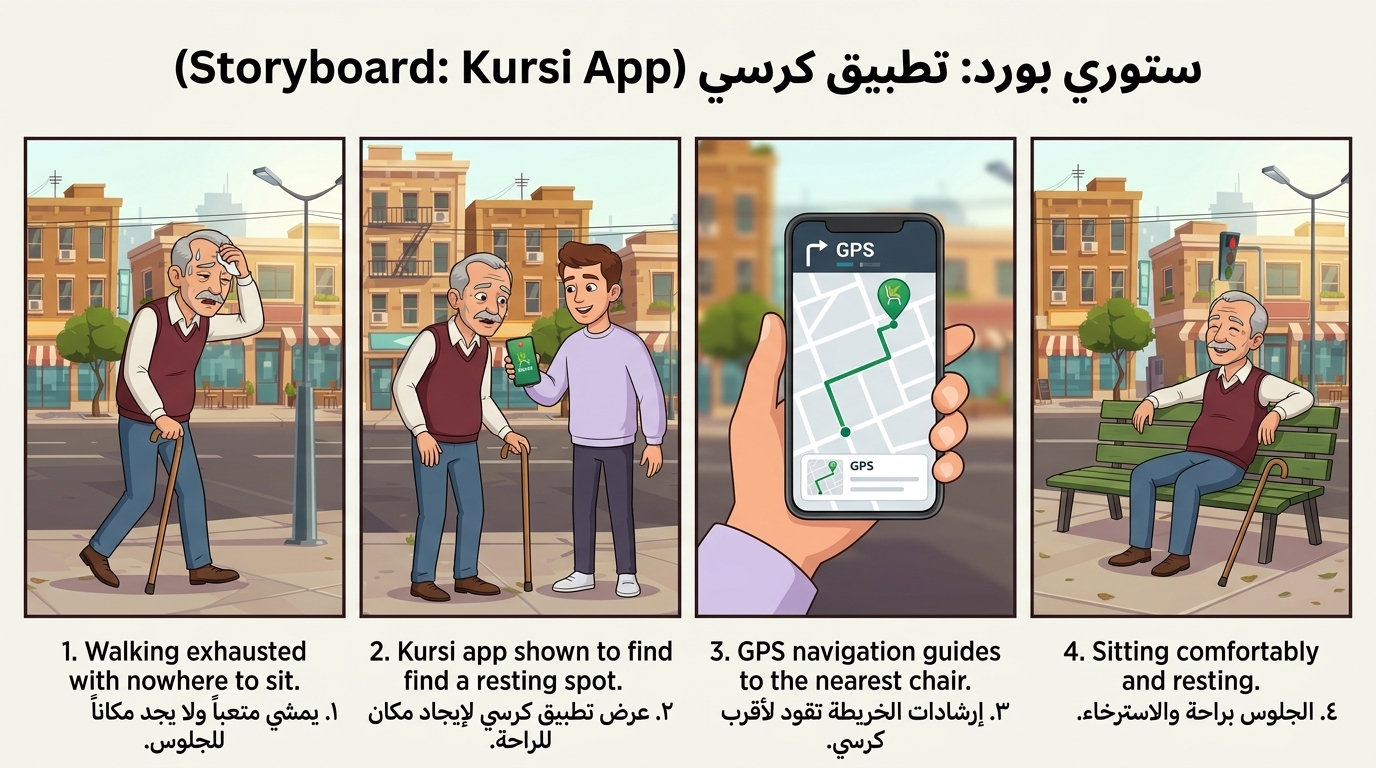 ستوري بورد: تطبيق كرسي (Storyboard: Kursi App)
GPS
GPS
1. Walking exhausted
with nowhere to sit.
١. يمشي متعباً ولا يجد مكاناً
للجلوس.
2. Kursi app shown to find
find a resting spot.
٢. عرض تطبيق كرسي لإيجاد مكان
للراحة.
3. GPS navigation guides
to the nearest chair.
٣. إرشادات الخريطة تقود لأقرب
كرسي.
4. Sitting comfortably
and resting.
٤. الجلوس براحة والاسترخاء.